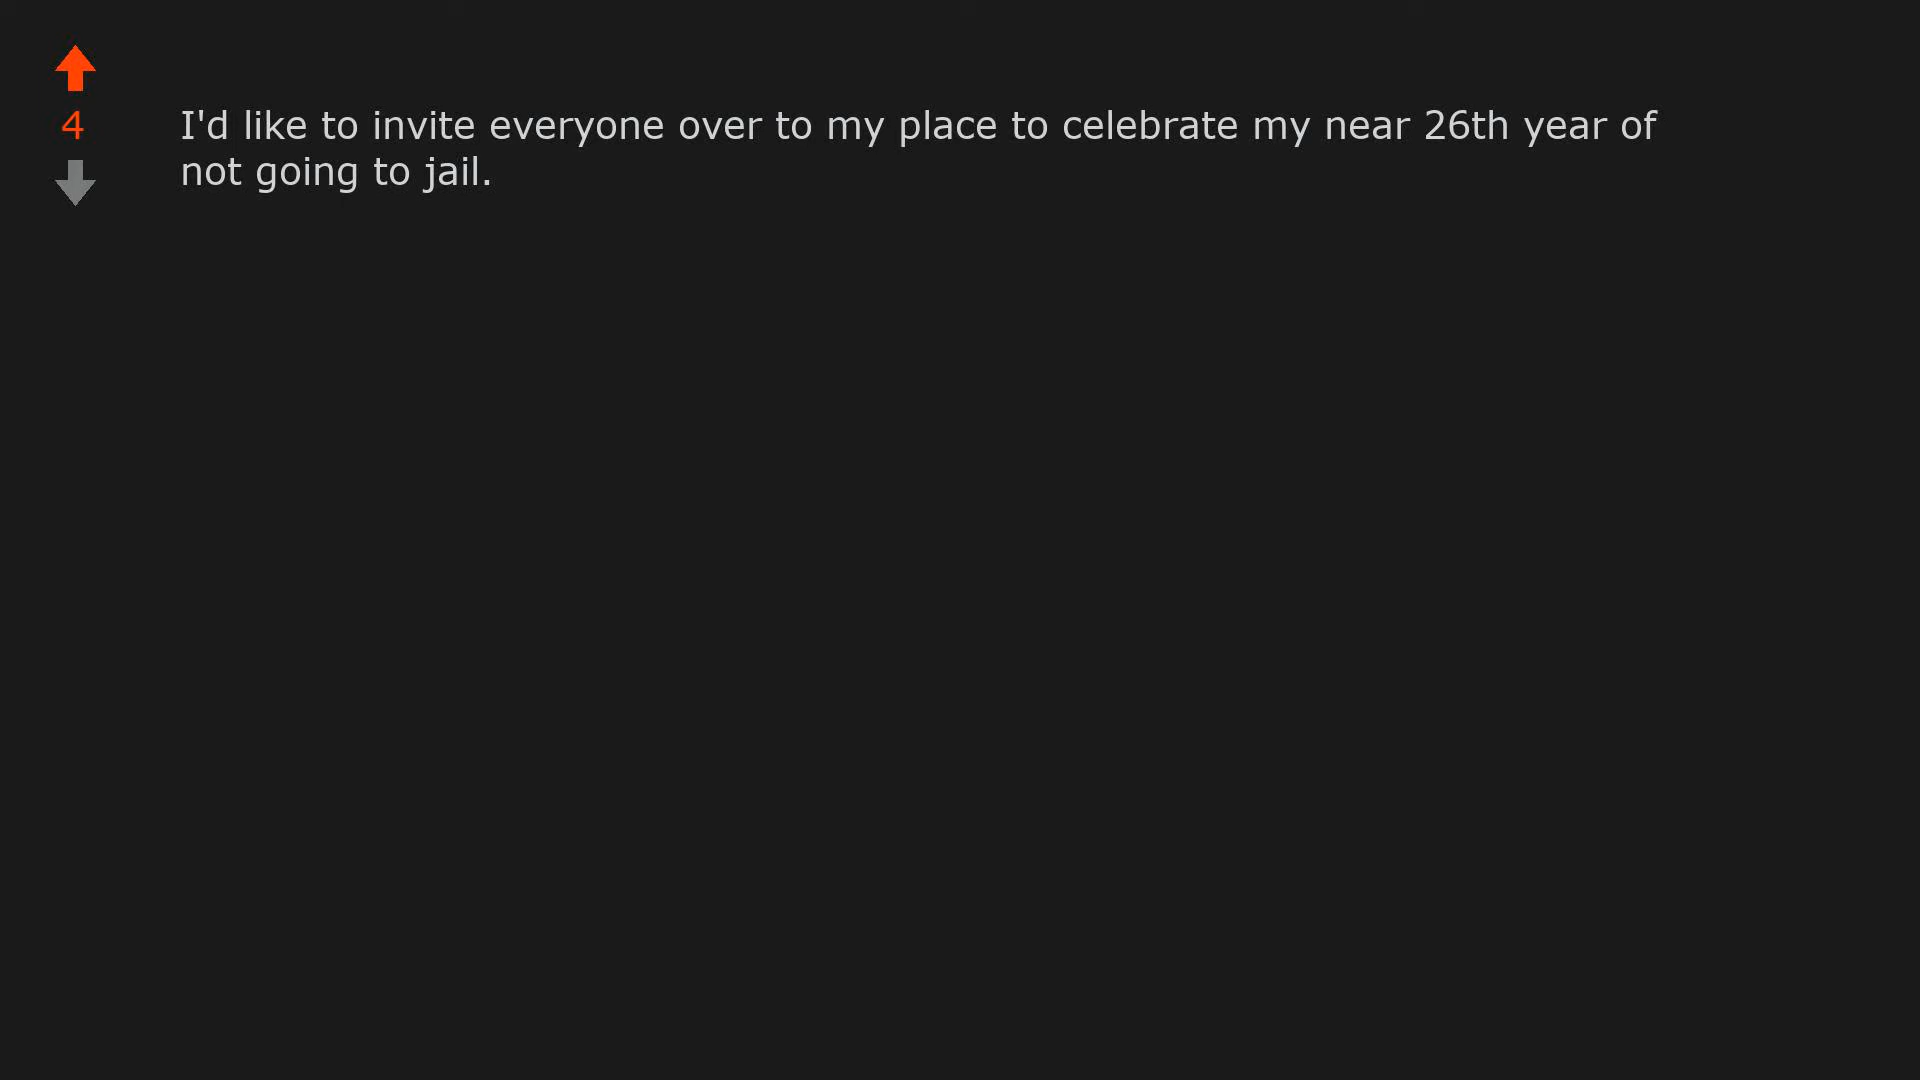 4
I'd like to invite everyone over to my place to celebrate my near 26th year of
not going to jail.